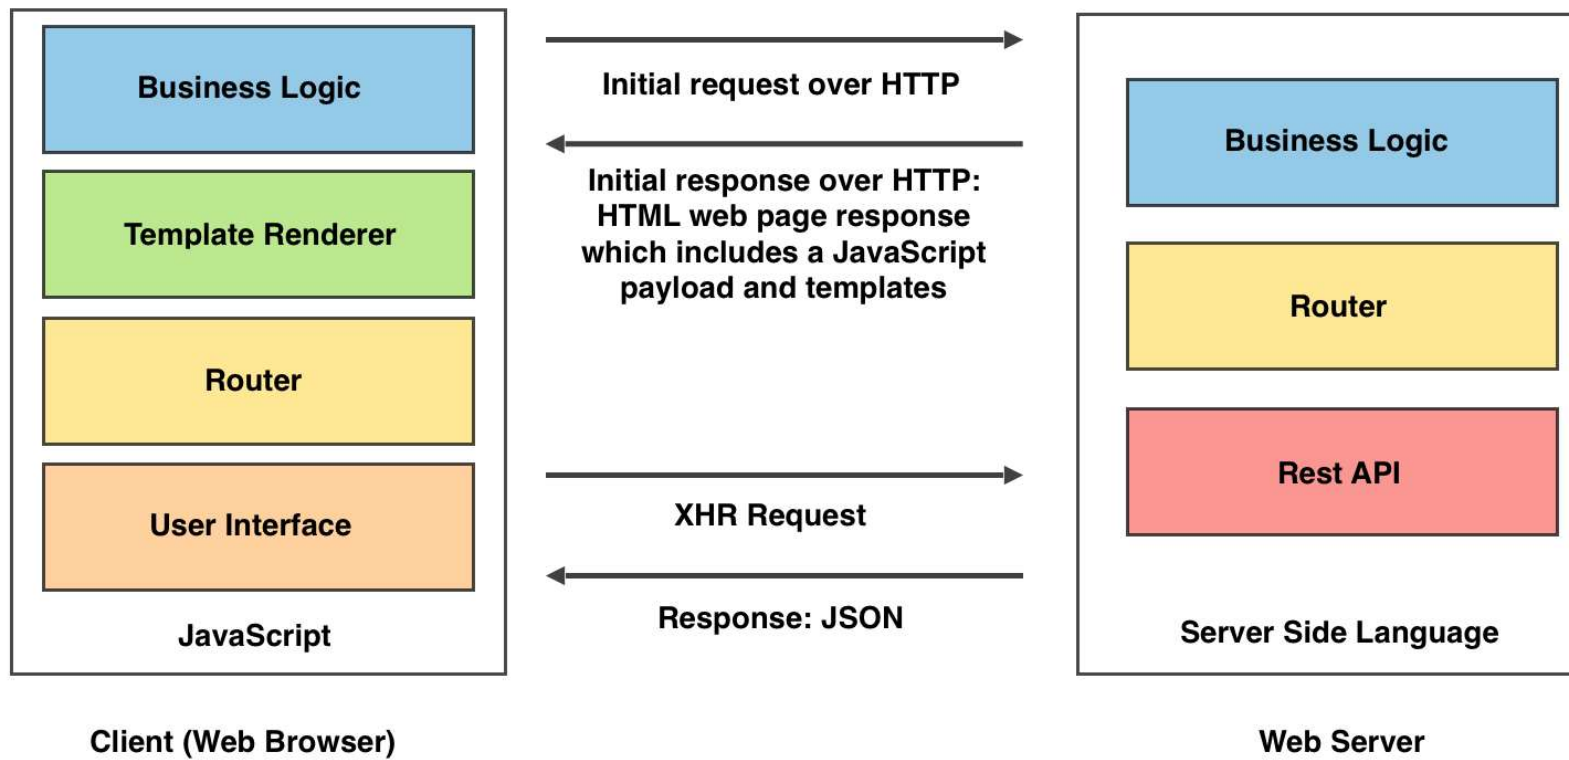 Business Logic
Template Renderer
Router
User Interface
JavaScript
Client (Web Browser)
Initial request over HTTP
Initial response over HTTP:
HTML web page response
which includes a JavaScript
payload and templates
XHR Request
Response: JSON
Business Logic
Router
Rest API
Server Side Language
Web Server